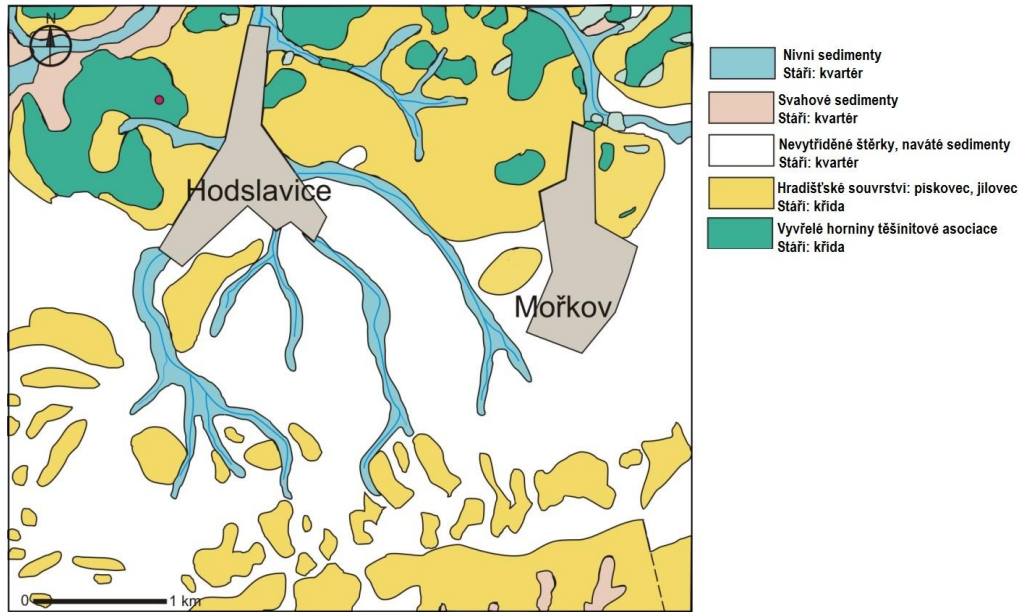 N
Hodslavice
Mořkov
0
1 km
Nivní sedimenty
Stáří: kvartér
Svahové sedimenty
Stáří: kvartér
Nevytříděné štěrky, naváté sedimenty
Stáří: kvartér
Hradišťské souvrství: pískovec, jilovec
Stáří: křída
Vyvřelé horniny těšínitové asociace
Stáří: křída